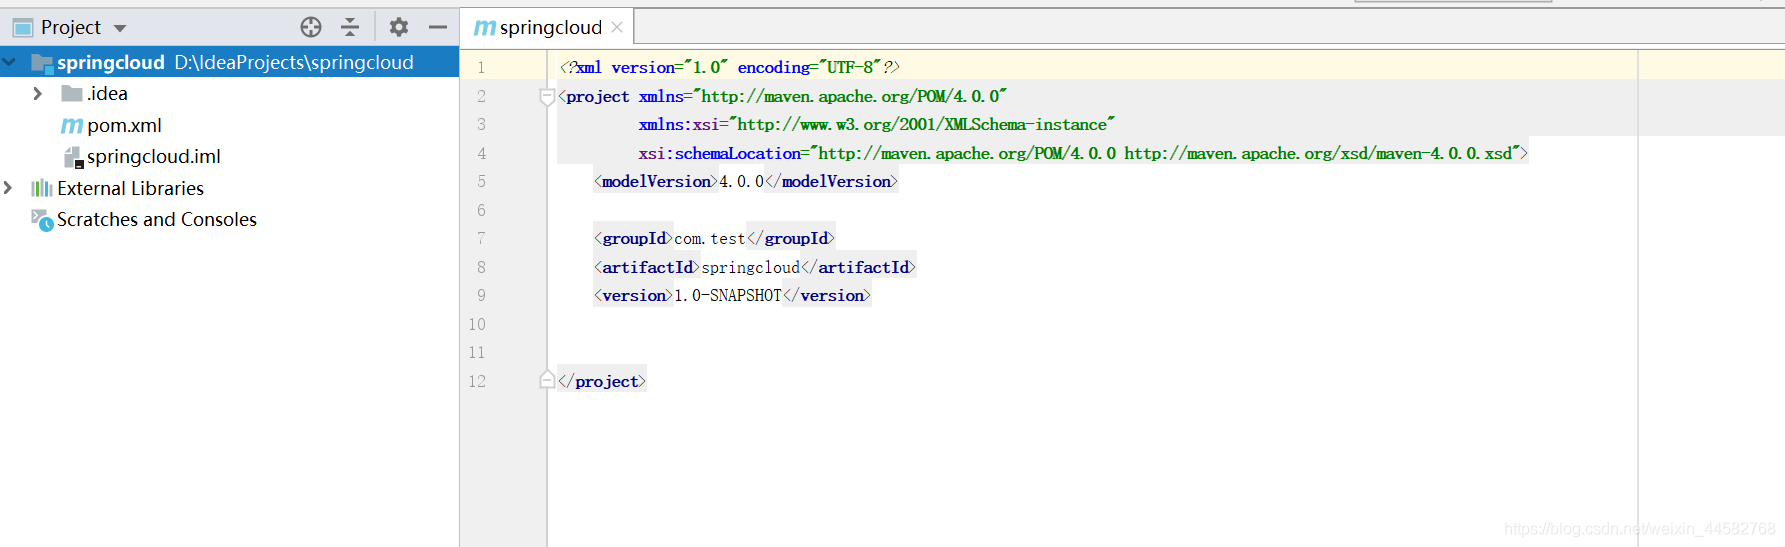 Project
springcloud D:\IdeaProjects\springcloud
.idea
pom.xml
springcloud.iml
External Libraries
Scratches and Consoles
springcloud
1 <?xml version="1.0" encoding="UTF-8"?>
2 <project xmlns="http://maven.apache.org/POM/4.0.0"
3 xmlns:xsi="http://www.w3.org/2001/XMLSchema-instance"
4 xsi:schemaLocation="http://maven.apache.org/POM/4.0.0 http://maven.apache.org/xsd/maven-4.0.0.xsd">
5 <modelVersion>4.0.0</modelVersion>
6
7 <groupId>com.test</groupId>
8 <artifactId>springcloud</artifactId>
9 <version>1.0-SNAPSHOT</version>
10
11
12 </project>
https://blog.csdn.net/weixin_44582768